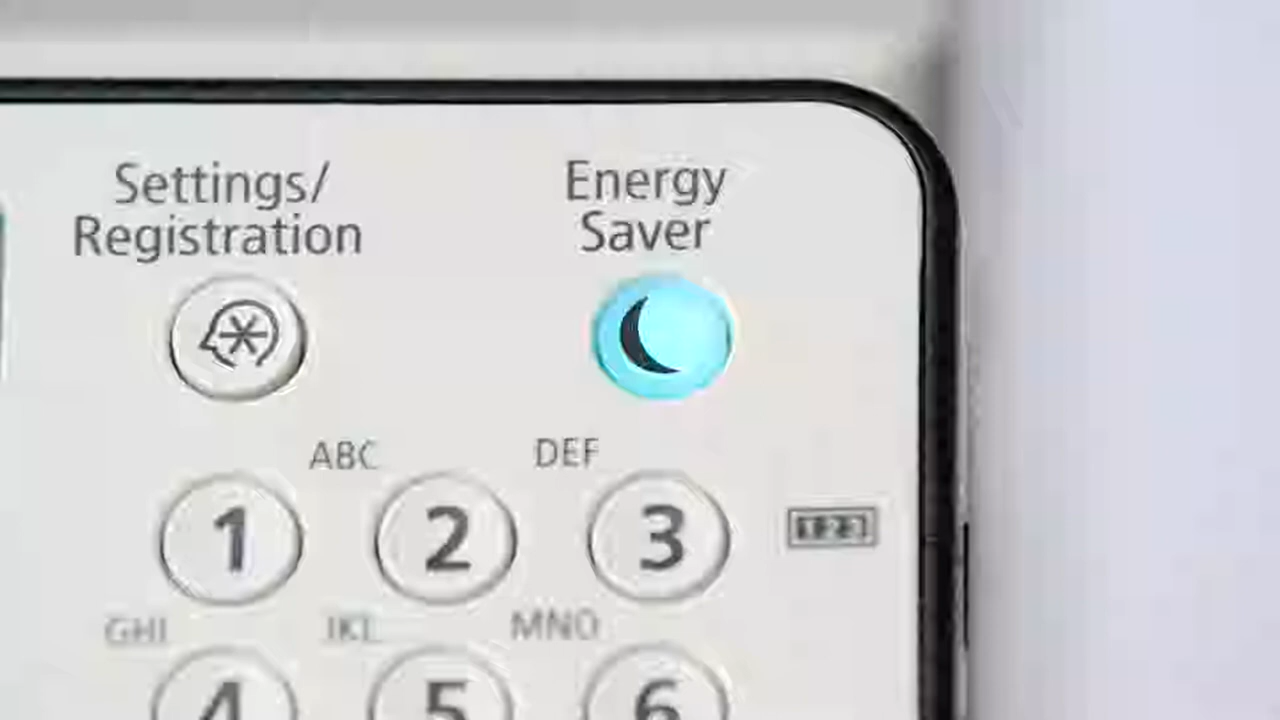 Settings/
Registration
Energy
Saver
ABC
DEF
1
2
3
GHI
JKL
MNO
4
5
6